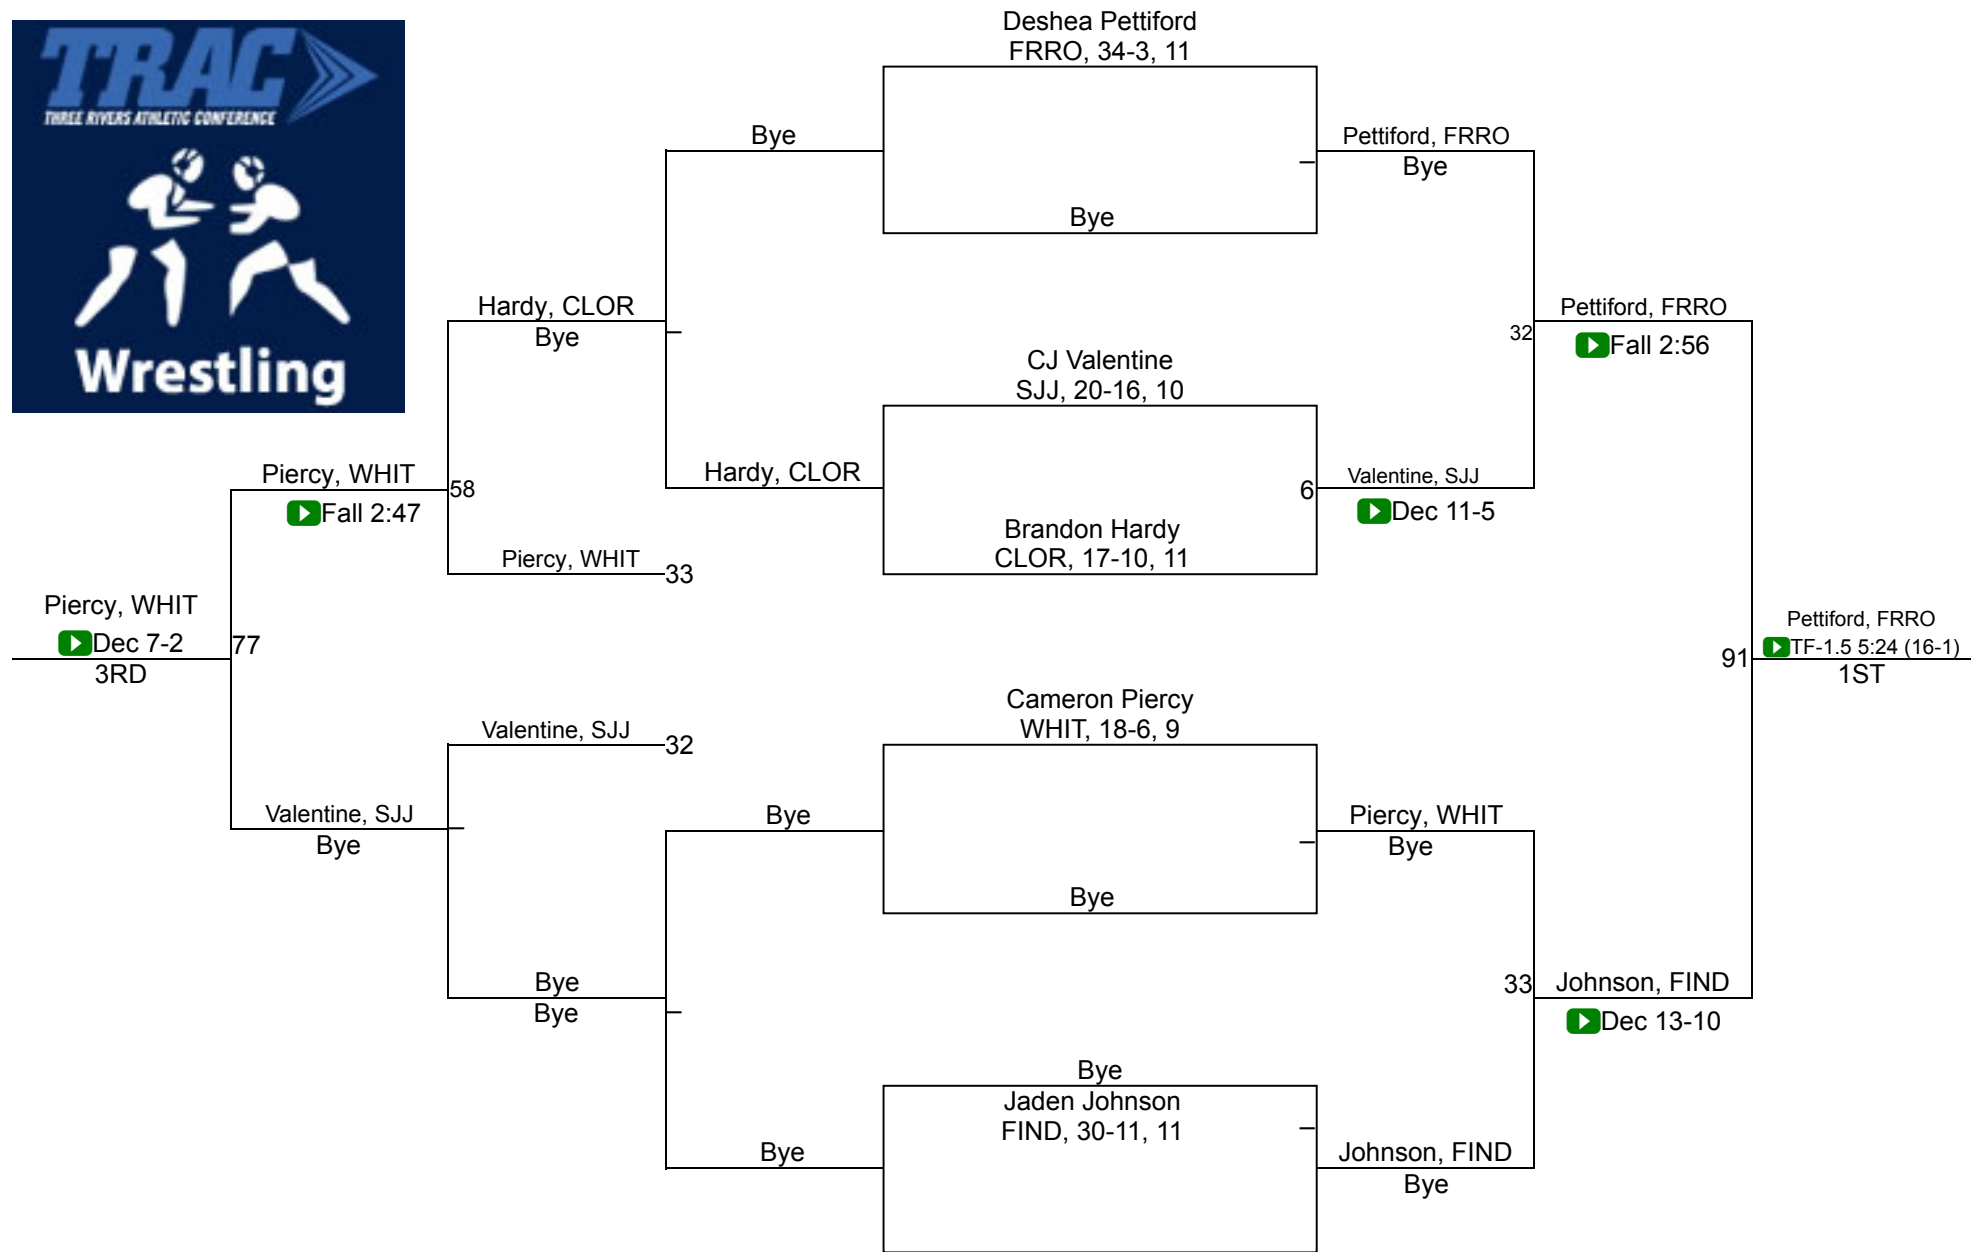 TRAC
THREE RIVERS ATHLETIC CONFERENCE
Wrestling
Deshea Pettiford
FRRO, 34-3, 11
Bye
Pettiford, FRRO
Bye
Bye
Hardy, CLOR
Bye
Pettiford, FRRO
32
Fall 2:56
CJ Valentine
SJJ, 20-16, 10
Piercy, WHIT
58
Fall 2:47
Hardy, CLOR
6
Valentine, SJJ
Dec 11-5
Brandon Hardy
CLOR, 17-10, 11
Piercy, WHIT
33
Piercy, WHIT
Dec 7-2
77
3RD
Pettiford, FRRO
91
TF-1.5 5:24 (16-1)
1ST
Cameron Piercy
WHIT, 18-6, 9
Valentine, SJJ
32
Valentine, SJJ
Bye
Bye
Piercy, WHIT
Bye
Bye
Bye
Bye
33
Johnson, FIND
Dec 13-10
Bye
Jaden Johnson
FIND, 30-11, 11
Bye
Johnson, FIND
Bye